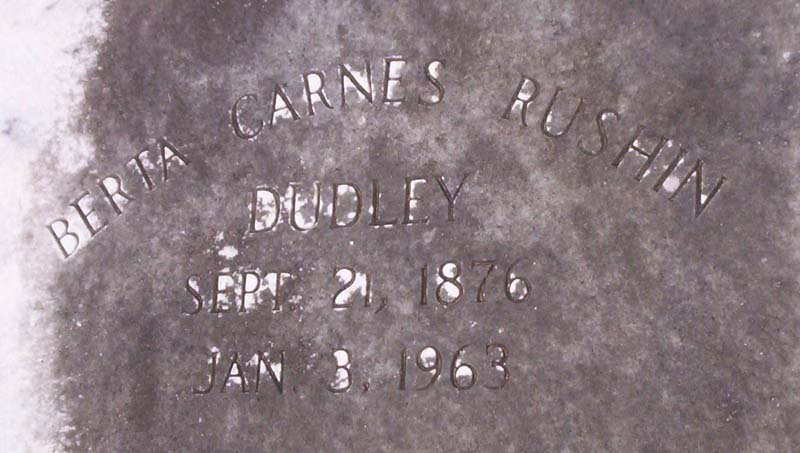 BERTA CARNES RUSHIN
DUDLEY
SEPT. 21, 1876
JAN. 3, 1963